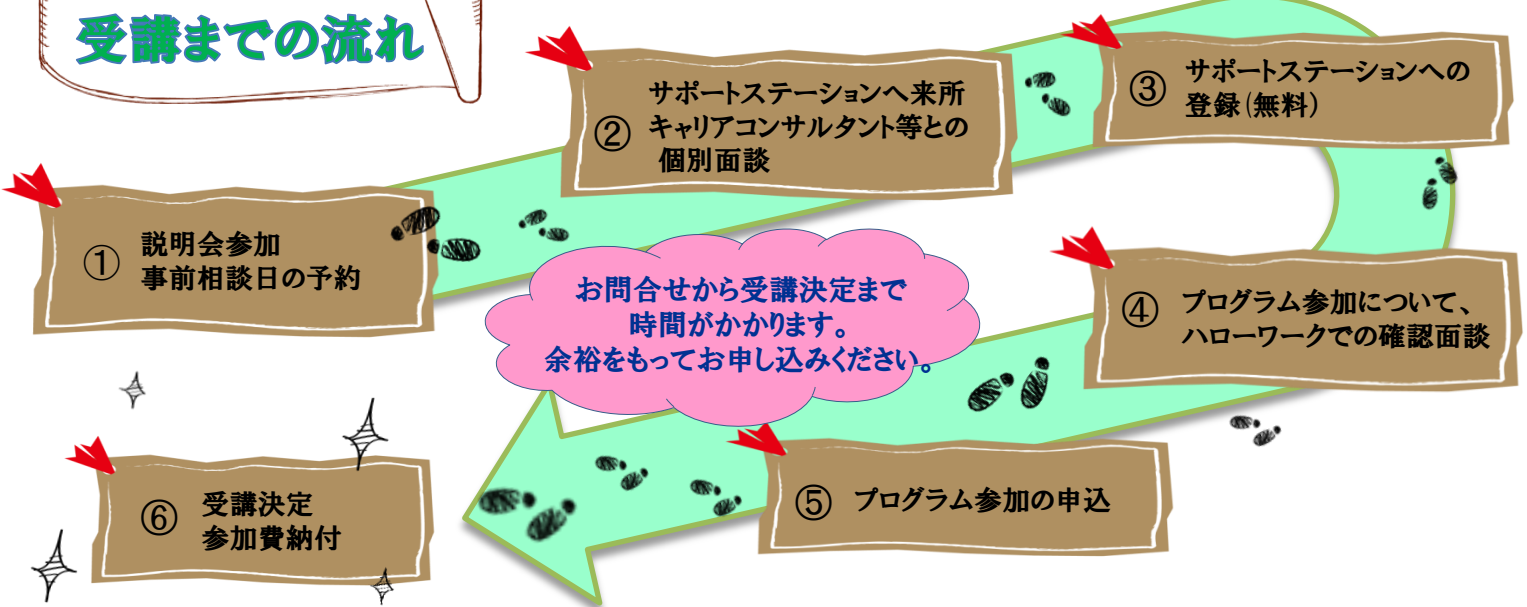 受講までの流れ
① 説明会参加
事前相談日の予約
② サポートステーションへ来所
キャリアコンサルタント等との
個別面談
③ サポートステーションへの
登録(無料)
④ プログラム参加について、
ハローワークでの確認面談
お問合せから受講決定まで
時間がかかります。
余裕をもってお申し込みください。
⑤ プログラム参加の申込
⑥ 受講決定
参加費納付